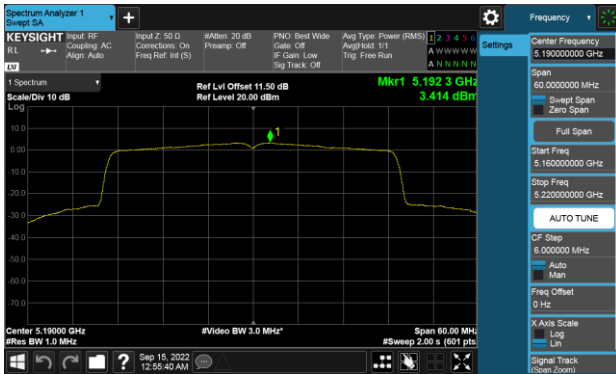 Spectrum Analyzer 1
Swept SA
Frequency
KEYSIGHT
RL
LXI
Input: RF
Coupling: AC
Align: Auto
Input Z: 50 Ω
Corrections: On
Freq Ref: Int (S)
#Atten: 20 dB
Preamp: Off
PNO: Best Wide
Gate: Off
IF Gain: Low
Sig Track: Off
Avg Type: Power (RMS)
Avg|Hold: 1/1
Trig: Free Run
1 2 3 4 5 6
A W W W W W
A N N N N N
Settings
Center Frequency
5.190000000 GHz
Span
60.0000000 MHz
Swept Span
Zero Span
Full Span
Start Freq
5.160000000 GHz
Stop Freq
5.220000000 GHz
AUTO TUNE
CF Step
6.000000 MHz
Auto
Man
Freq Offset
0 Hz
X Axis Scale
Log
Lin
Signal Track
(Span Zoom)
1 Spectrum
Scale/Div 10 dB
Log
Ref Lvl Offset 11.50 dB
Ref Level 20.00 dBm
Mkr1 5.192 3 GHz
3.414 dBm
1
10.0
0.00
-10.0
-20.0
-30.0
-40.0
-50.0
-60.0
-70.0
Center 5.19000 GHz
#Res BW 1.0 MHz
#Video BW 3.0 MHz*
Span 60.00 MHz
#Sweep 2.00 s (601 pts
?
Sep 15, 2022
12:55:40 AM